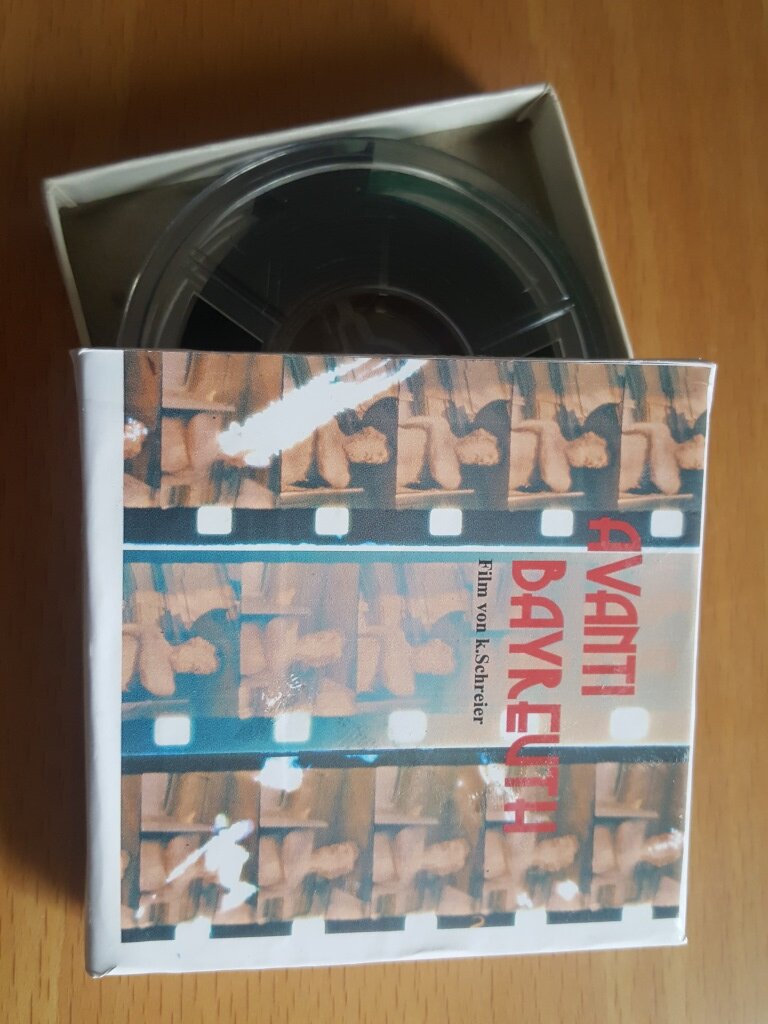 AVANTI
BAYREUTH
Film von k.Schreier